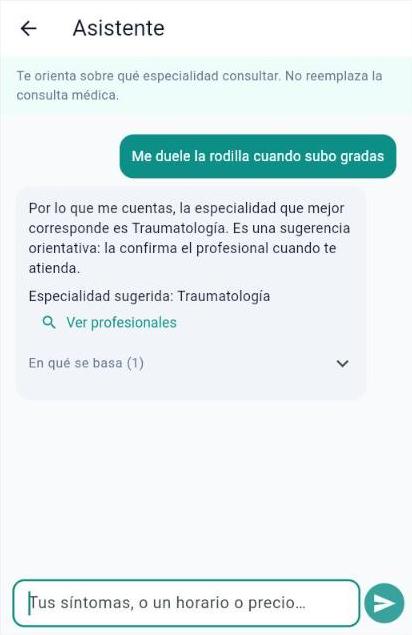 Asistente
Te orienta sobre qué especialidad consultar. No reemplaza la
consulta médica.
Me duele la rodilla cuando subo gradas
Por lo que me cuentas, la especialidad que mejor
corresponde es Traumatología. Es una sugerencia
orientativa: la confirma el profesional cuando te
atienda.
Especialidad sugerida: Traumatología
Ver profesionales
En qué se basa (1)
Tus síntomas, o un horario o precio...